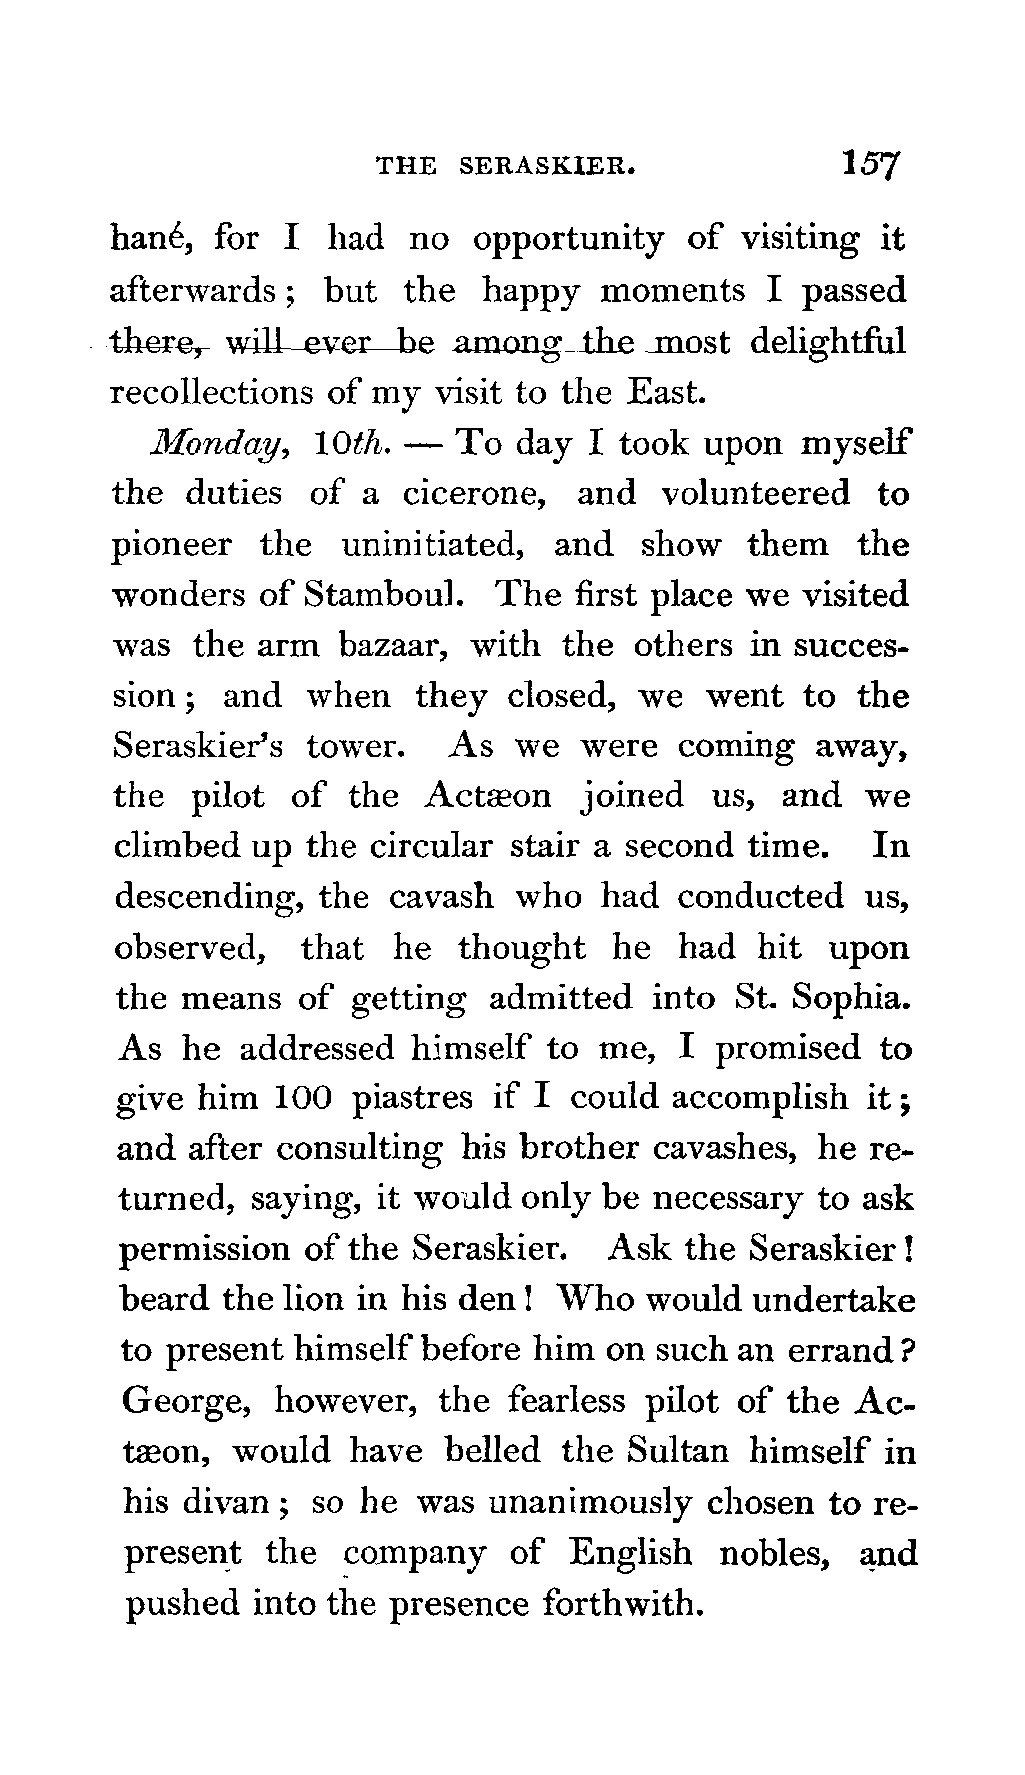 THE SERASKIER. 157
hané, for I had no opportunity of visiting it
afterwards; but the happy moments I passed
there, will ever be among the most delightful
recollections of my visit to the East.
Monday, 10th. — To day I took upon myself
the duties of a cicerone, and volunteered to
pioneer the uninitiated, and show them the
wonders of Stamboul. The first place we visited
was the arm bazaar, with the others in succes-
sion; and when they closed, we went to the
Seraskier's tower. As we were coming away,
the pilot of the Actæon joined us, and we
climbed up the circular stair a second time. In
descending, the cavash who had conducted us,
observed, that he thought he had hit upon
the means of getting admitted into St. Sophia.
As he addressed himself to me, I promised to
give him 100 piastres if I could accomplish it;
and after consulting his brother cavashes, he re-
turned, saying, it would only be necessary to ask
permission of the Seraskier. Ask the Seraskier!
beard the lion in his den! Who would undertake
to present himself before him on such an errand?
George, however, the fearless pilot of the Ac-
tæon, would have belled the Sultan himself in
his divan; so he was unanimously chosen to re-
present the company of English nobles, and
pushed into the presence forthwith.